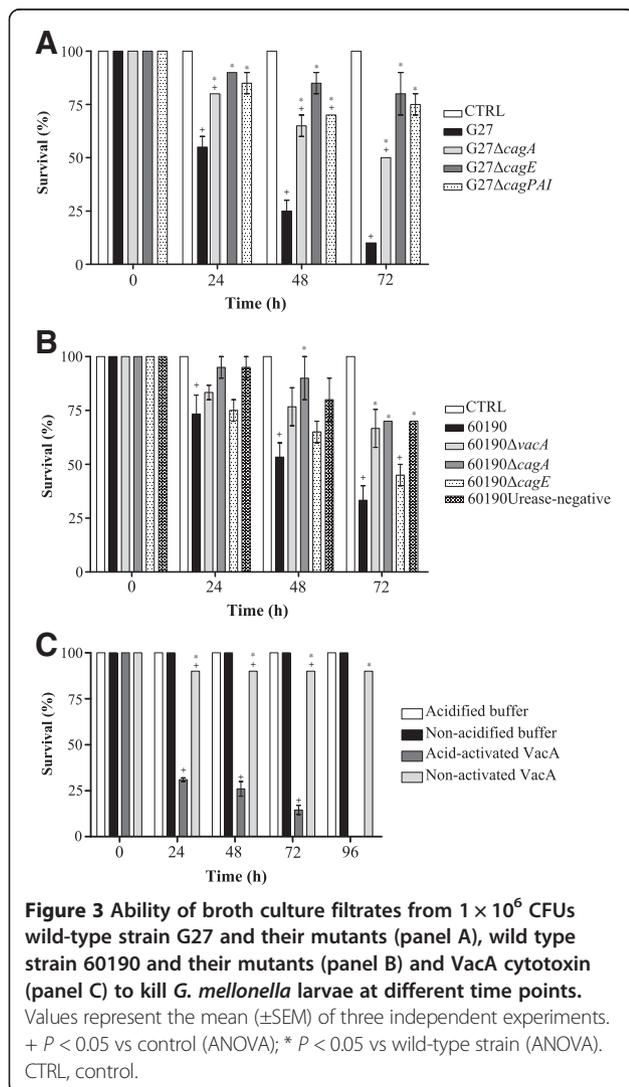 A
100
75
50
25
0
Survival (%)
+
* +
*
*
+
* +
*
* +
+
* +
*
*
0 24 48 72
Time (h)
CTRL
G27
G27ΔcagA
G27ΔcagE
G27ΔcagPAI
B
100
75
50
25
0
Survival (%)
+
+
*
+
*
*
+
*
0 24 48 72
Time (h)
CTRL
60190
60190ΔvacA
60190ΔcagA
60190ΔcagE
60190Urease-negative
C
100
75
50
25
0
Survival (%)
+
* +
+
* +
+
* +
*
0 24 48 72 96
Time (h)
Acidified buffer
Non-acidified buffer
Acid-activated VacA
Non-activated VacA
Figure 3 Ability of broth culture filtrates from 1 × 10⁶ CFUs
wild-type strain G27 and their mutants (panel A), wild type
strain 60190 and their mutants (panel B) and VacA cytotoxin
(panel C) to kill G. mellonella larvae at different time points.
Values represent the mean (±SEM) of three independent experiments.
+ P < 0.05 vs control (ANOVA); * P < 0.05 vs wild-type strain (ANOVA).
CTRL, control.